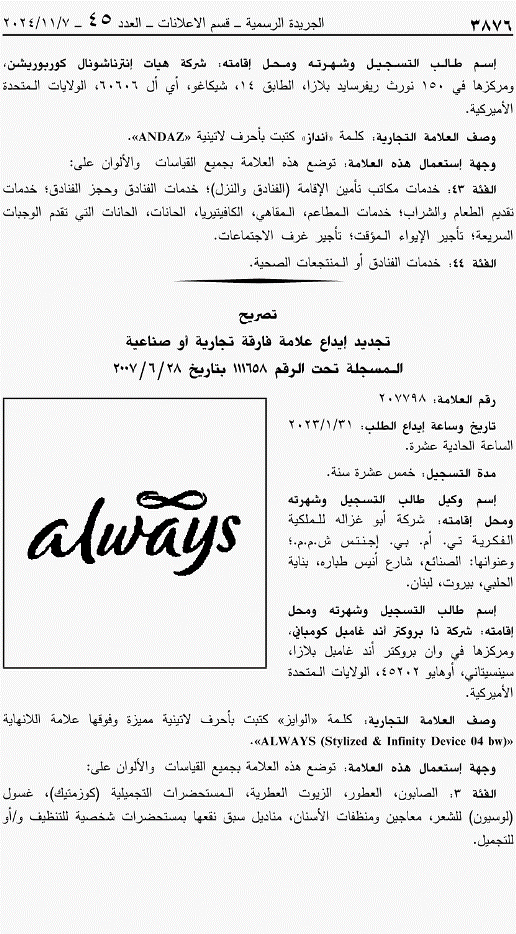 ٣٨٧٦
الجريدة الرسمية – قسم الاعلانات – العدد ٤٥ – ٢٠٢٤/١١/٧
إسم طالب التسجيل وشهرته ومحل إقامته: شركة هيات إنترناشونال كوربوريشن،
ومركزها في ١٥٠ نورث ريفرسايد بلازا، الطابق ١٤، شيكاغو، أي أل ٦٠٦٠٦، الولايات المتحدة
الأميركية.
وصف العلامة التجارية: كلمة «أنداز» كتبت بأحرف لاتينية «ANDAZ».
وجهة إستعمال هذه العلامة: توضع هذه العلامة بجميع القياسات والألوان على:
الفئة ٤٣: خدمات مكاتب تأمين الإقامة (الفنادق والنزل)؛ خدمات الفنادق وحجز الفنادق؛ خدمات
تقديم الطعام والشراب؛ خدمات المطاعم، المقاهي، الكافيتيريا، الحانات، الحانات التي تقدم الوجبات
السريعة؛ تأجير الإيواء المؤقت؛ تأجير غرف الاجتماعات.
الفئة ٤٤: خدمات الفنادق أو المنتجعات الصحية.
تصريح
تجديد إيداع علامة فارقة تجارية أو صناعية
المسجلة تحت الرقم ١١١٦٥٨ بتاريخ ٢٠٠٧/٦/٢٨
رقم العلامة: ٢٠٧٧٩٨
تاريخ وساعة إيداع الطلب: ٢٠٢٣/١/٣١
الساعة الحادية عشرة.
مدة التسجيل: خمس عشرة سنة.
إسم وكيل طالب التسجيل وشهرته
ومحل إقامته: شركة أبو غزاله للملكية
الفكرية تي. أم. بي. إجنتس ش.م.م.؛
وعنوانها: الصنائع، شارع أنيس طباره، بناية
الحلبي، بيروت، لبنان.
إسم طالب التسجيل وشهرته ومحل
إقامته: شركة ذا بروكتر أند غامبل كومباني،
ومركزها في وان بروكتر أند غامبل بلازا،
سينسيتاتي، أوهايو ٤٥٢٠٢، الولايات المتحدة
الأميركية.
always
وصف العلامة التجارية: كلمة «الوايز» كتبت بأحرف لاتينية مميزة وفوقها علامة اللانهاية
«ALWAYS (Stylized & Infinity Device 04 bw)».
وجهة إستعمال هذه العلامة: توضع هذه العلامة بجميع القياسات والألوان على:
الفئة ٣: الصابون، العطور، الزيوت العطرية، المستحضرات التجميلية (كوزمتيك)، غسول
(لوسيون) للشعر، معاجين ومنظفات الأسنان، مناديل سبق نقعها بمستحضرات شخصية للتنظيف و/أو
للتجميل.